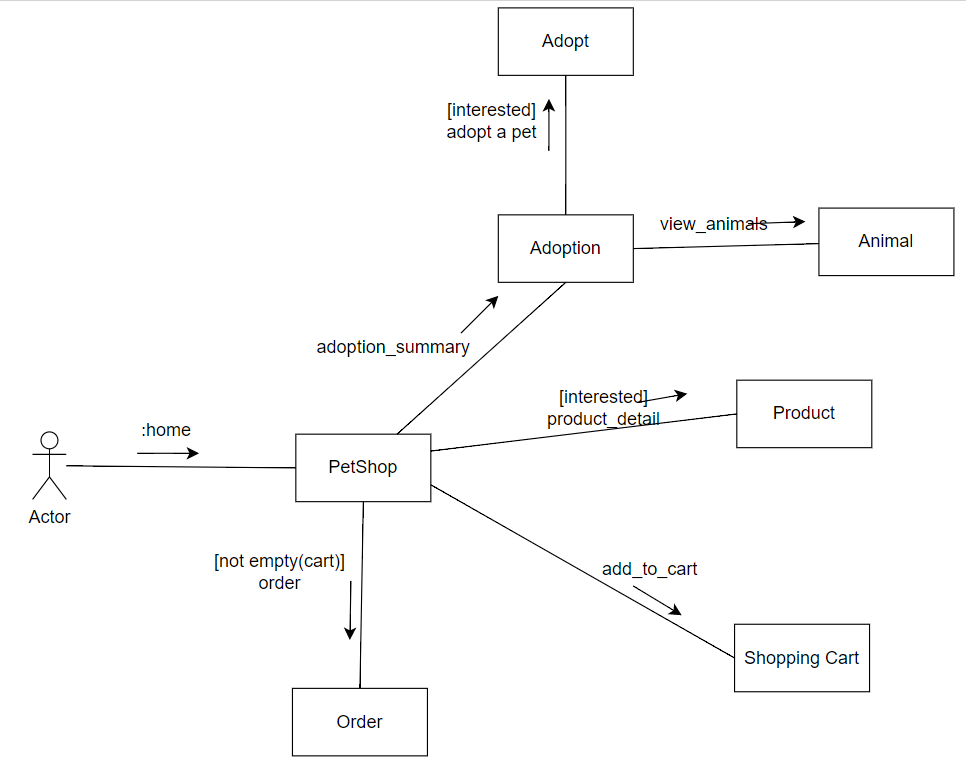 Adopt
[interested]
adopt a pet
view_animals
Adoption
Animal
adoption_summary
[interested]
product_detail
Product
:home
PetShop
Actor
[not empty(cart)]
order
add_to_cart
Shopping Cart
Order